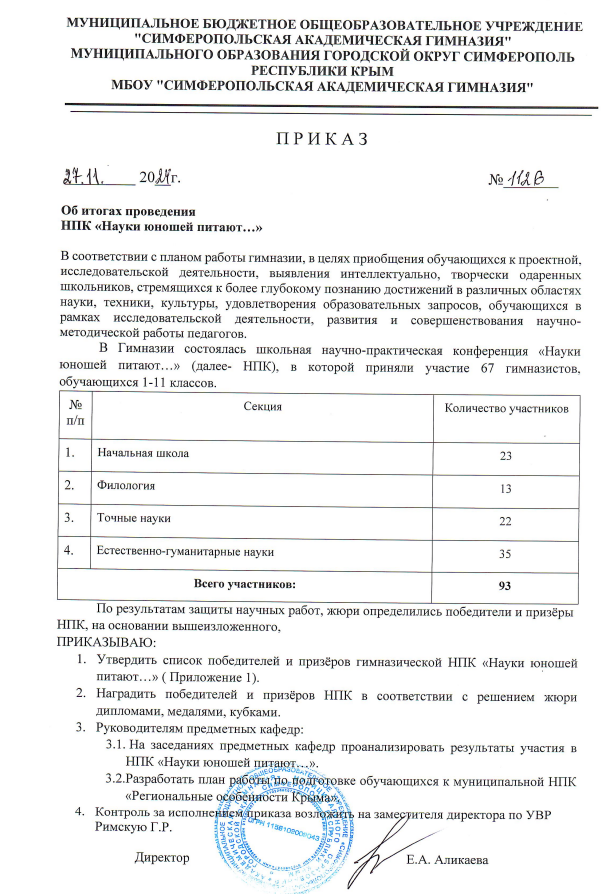 МУНИЦИПАЛЬНОЕ БЮДЖЕТНОЕ ОБЩЕОБРАЗОВАТЕЛЬНОЕ УЧРЕЖДЕНИЕ
"СИМФЕРОПОЛЬСКАЯ АКАДЕМИЧЕСКАЯ ГИМНАЗИЯ"
МУНИЦИПАЛЬНОГО ОБРАЗОВАНИЯ ГОРОДСКОЙ ОКРУГ СИМФЕРОПОЛЬ
РЕСПУБЛИКИ КРЫМ
МБОУ "СИМФЕРОПОЛЬСКАЯ АКАДЕМИЧЕСКАЯ ГИМНАЗИЯ"
ПРИКАЗ
27.11. 2024г. № 112В
Об итогах проведения
НПК «Науки юношей питают…»
В соответствии с планом работы гимназии, в целях приобщения обучающихся к проектной,
исследовательской деятельности, выявления интеллектуально, творчески одаренных
школьников, стремящихся к более глубокому познанию достижений в различных областях
науки, техники, культуры, удовлетворения образовательных запросов, обучающихся в
рамках исследовательской деятельности, развития и совершенствования научно-
методической работы педагогов.
В Гимназии состоялась школьная научно-практическая конференция «Науки
юношей питают…» (далее- НПК), в которой приняли участие 67 гимназистов,
обучающихся 1-11 классов.
№ п/п Секция Количество участников
1. Начальная школа 23
2. Филология 13
3. Точные науки 22
4. Естественно-гуманитарные науки 35
Всего участников: 93
По результатам защиты научных работ, жюри определились победители и призёры
НПК, на основании вышеизложенного,
ПРИКАЗЫВАЮ:
1. Утвердить список победителей и призёров гимназической НПК «Науки юношей
питают…» ( Приложение 1).
2. Наградить победителей и призёров НПК в соответствии с решением жюри
дипломами, медалями, кубками.
3. Руководителям предметных кафедр:
3.1. На заседаниях предметных кафедр проанализировать результаты участия в
НПК «Науки юношей питают…».
3.2.Разработать план работы по подготовке обучающихся к муниципальной НПК
«Региональные особенности Крыма».
4. Контроль за исполнением приказа возложить на заместителя директора по УВР
Римскую Г.Р.
Директор Е.А. Аликаева